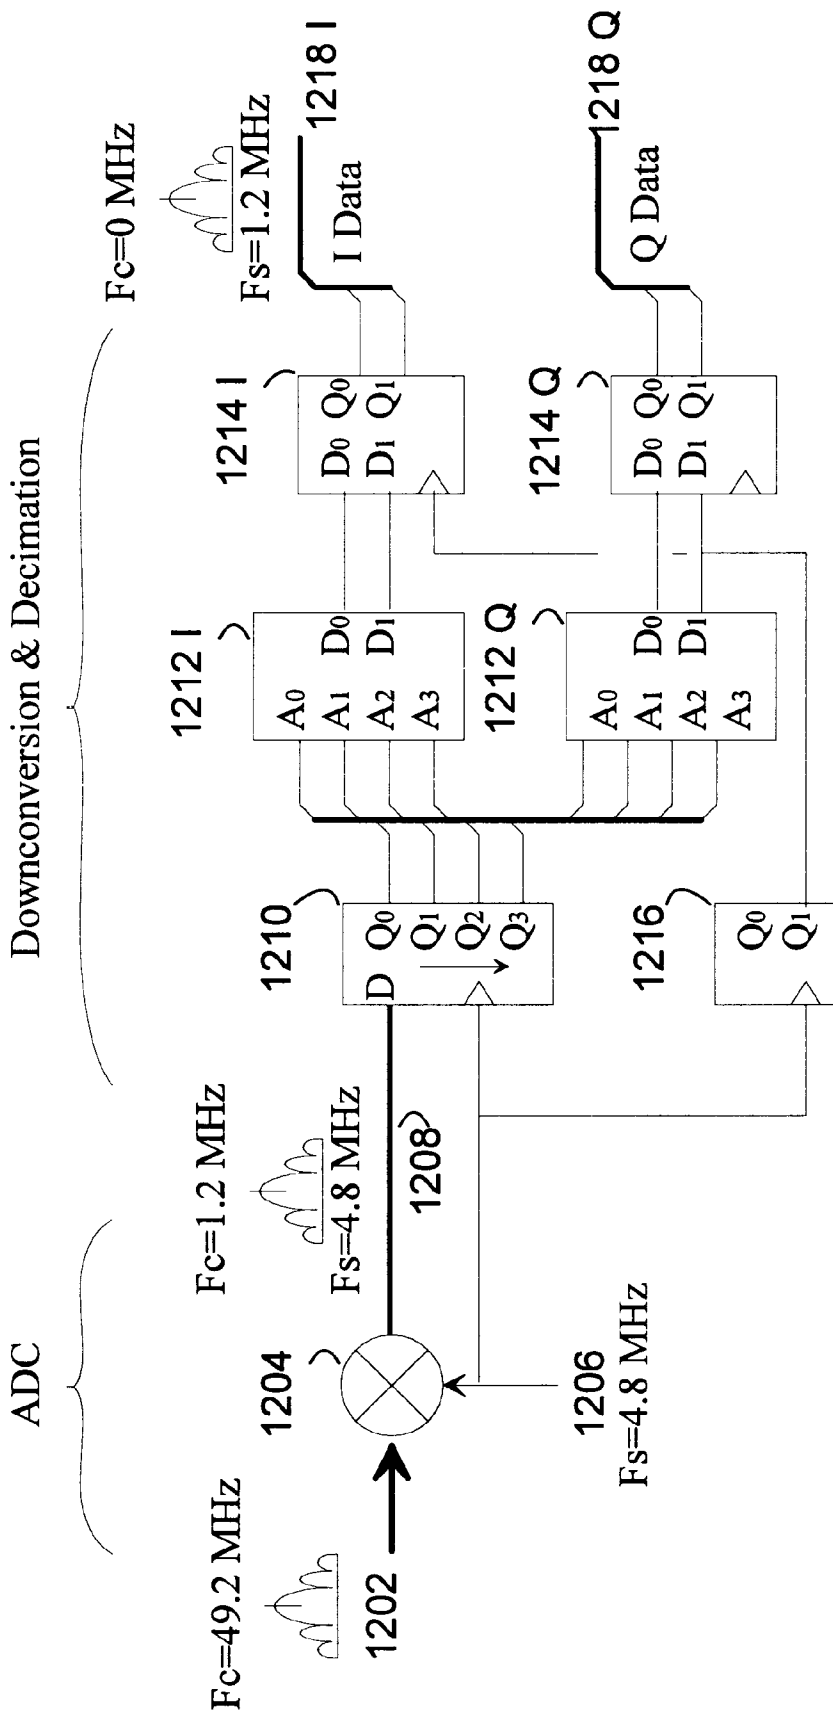 ADC
Downconversion & Decimation
Fc=49.2 MHz
1202
1204
1206
Fs=4.8 MHz
Fc=1.2 MHz
Fs=4.8 MHz
1208
1210
D Q0
Q1
Q2
Q3
1216
Q0
Q1
1212 I
A0
A1 D0
A2 D1
A3
1212 Q
A0
A1 D0
A2 D1
A3
1214 I
D0 Q0
D1 Q1
1214 Q
D0 Q0
D1 Q1
Fc=0 MHz
Fs=1.2 MHz
I Data
1218 I
Q Data
1218 Q